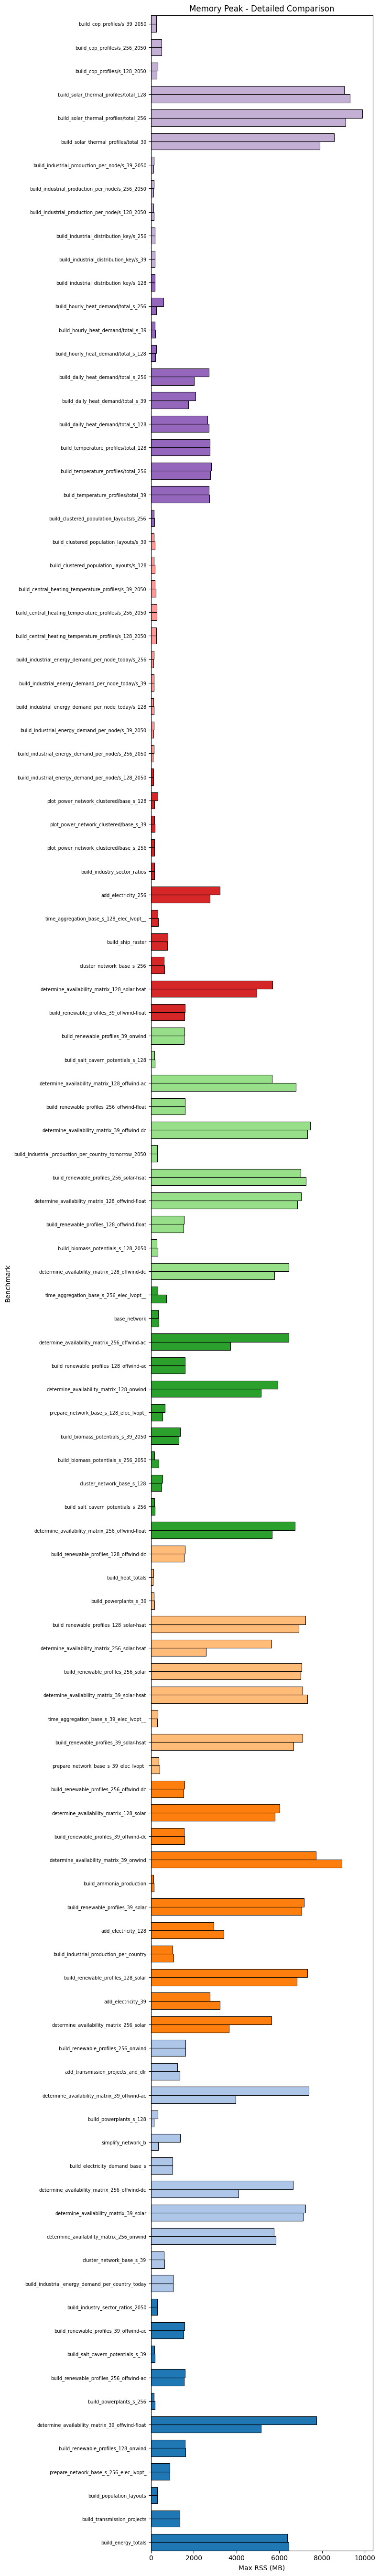 Memory Peak - Detailed Comparison
build_cop_profiles/s_39_2050
build_cop_profiles/s_256_2050
build_cop_profiles/s_128_2050
build_solar_thermal_profiles/total_128
build_solar_thermal_profiles/total_256
build_solar_thermal_profiles/total_39
build_industrial_production_per_node/s_39_2050
build_industrial_production_per_node/s_256_2050
build_industrial_production_per_node/s_128_2050
build_industrial_distribution_key/s_256
build_industrial_distribution_key/s_39
build_industrial_distribution_key/s_128
build_hourly_heat_demand/total_s_256
build_hourly_heat_demand/total_s_39
build_hourly_heat_demand/total_s_128
build_daily_heat_demand/total_s_256
build_daily_heat_demand/total_s_39
build_daily_heat_demand/total_s_128
build_temperature_profiles/total_128
build_temperature_profiles/total_256
build_temperature_profiles/total_39
build_clustered_population_layouts/s_256
build_clustered_population_layouts/s_39
build_clustered_population_layouts/s_128
build_central_heating_temperature_profiles/s_39_2050
build_central_heating_temperature_profiles/s_256_2050
build_central_heating_temperature_profiles/s_128_2050
build_industrial_energy_demand_per_node_today/s_256
build_industrial_energy_demand_per_node_today/s_39
build_industrial_energy_demand_per_node_today/s_128
build_industrial_energy_demand_per_node/s_39_2050
build_industrial_energy_demand_per_node/s_256_2050
build_industrial_energy_demand_per_node/s_128_2050
plot_power_network_clustered/base_s_128
plot_power_network_clustered/base_s_39
plot_power_network_clustered/base_s_256
build_industry_sector_ratios
add_electricity_256
time_aggregation_base_s_128_elec_lvopt__
build_ship_raster
cluster_network_base_s_256
determine_availability_matrix_128_solar-hsat
build_renewable_profiles_39_offwind-float
build_renewable_profiles_39_onwind
build_salt_cavern_potentials_s_128
determine_availability_matrix_128_offwind-ac
build_renewable_profiles_256_offwind-float
determine_availability_matrix_39_offwind-dc
build_industrial_production_per_country_tomorrow_2050
build_renewable_profiles_256_solar-hsat
determine_availability_matrix_128_offwind-float
build_renewable_profiles_128_offwind-float
build_biomass_potentials_s_128_2050
determine_availability_matrix_128_offwind-dc
time_aggregation_base_s_256_elec_lvopt__
base_network
determine_availability_matrix_256_offwind-ac
build_renewable_profiles_128_offwind-ac
determine_availability_matrix_128_onwind
prepare_network_base_s_128_elec_lvopt_
build_biomass_potentials_s_39_2050
build_biomass_potentials_s_256_2050
cluster_network_base_s_128
build_salt_cavern_potentials_s_256
determine_availability_matrix_256_offwind-float
build_renewable_profiles_128_offwind-dc
build_heat_totals
build_powerplants_s_39
build_renewable_profiles_128_solar-hsat
determine_availability_matrix_256_solar-hsat
build_renewable_profiles_256_solar
determine_availability_matrix_39_solar-hsat
time_aggregation_base_s_39_elec_lvopt__
build_renewable_profiles_39_solar-hsat
prepare_network_base_s_39_elec_lvopt_
build_renewable_profiles_256_offwind-dc
determine_availability_matrix_128_solar
build_renewable_profiles_39_offwind-dc
determine_availability_matrix_39_onwind
build_ammonia_production
build_renewable_profiles_39_solar
add_electricity_128
build_industrial_production_per_country
build_renewable_profiles_128_solar
add_electricity_39
determine_availability_matrix_256_solar
build_renewable_profiles_256_onwind
add_transmission_projects_and_dlr
determine_availability_matrix_39_offwind-ac
build_powerplants_s_128
simplify_network_b
build_electricity_demand_base_s
determine_availability_matrix_256_offwind-dc
determine_availability_matrix_39_solar
determine_availability_matrix_256_onwind
cluster_network_base_s_39
build_industrial_energy_demand_per_country_today
build_industry_sector_ratios_2050
build_renewable_profiles_39_offwind-ac
build_salt_cavern_potentials_s_39
build_renewable_profiles_256_offwind-ac
build_powerplants_s_256
determine_availability_matrix_39_offwind-float
build_renewable_profiles_128_onwind
prepare_network_base_s_256_elec_lvopt_
build_population_layouts
build_transmission_projects
build_energy_totals
Benchmark
0 2000 4000 6000 8000 10000
Max RSS (MB)